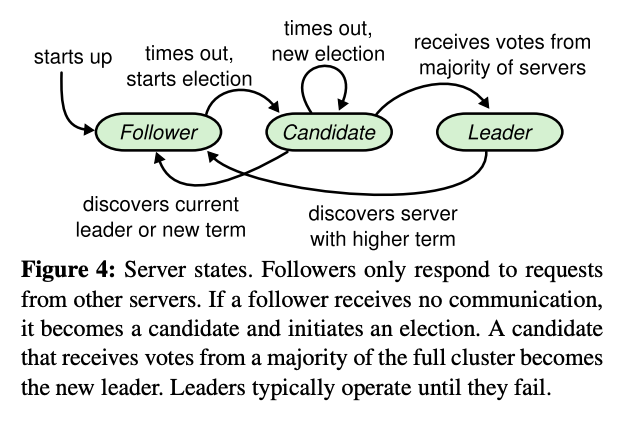 starts up
times out,
starts election
times out,
new election
receives votes from
majority of servers
Follower
Candidate
Leader
discovers current
leader or new term
discovers server
with higher term
Figure 4: Server states. Followers only respond to requests
from other servers. If a follower receives no communication,
it becomes a candidate and initiates an election. A candidate
that receives votes from a majority of the full cluster becomes
the new leader. Leaders typically operate until they fail.